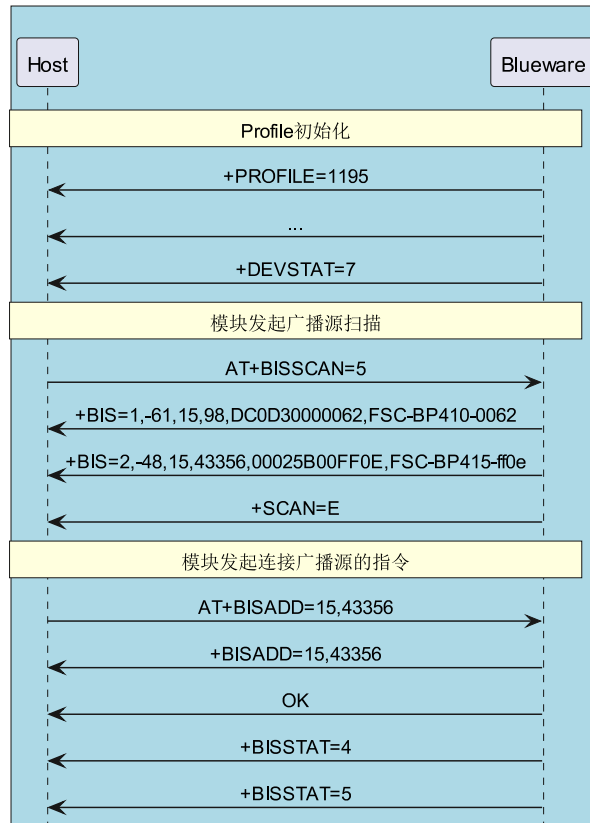 Host
Blueware
Profile初始化
+PROFILE=1195
...
+DEVSTAT=7
模块发起广播源扫描
AT+BISSCAN=5
+BIS=1,-61,15,98,DC0D30000062,FSC-BP410-0062
+BIS=2,-48,15,43356,00025B00FF0E,FSC-BP415-ff0e
+SCAN=E
模块发起连接广播源的指令
AT+BISADD=15,43356
+BISADD=15,43356
OK
+BISSTAT=4
+BISSTAT=5